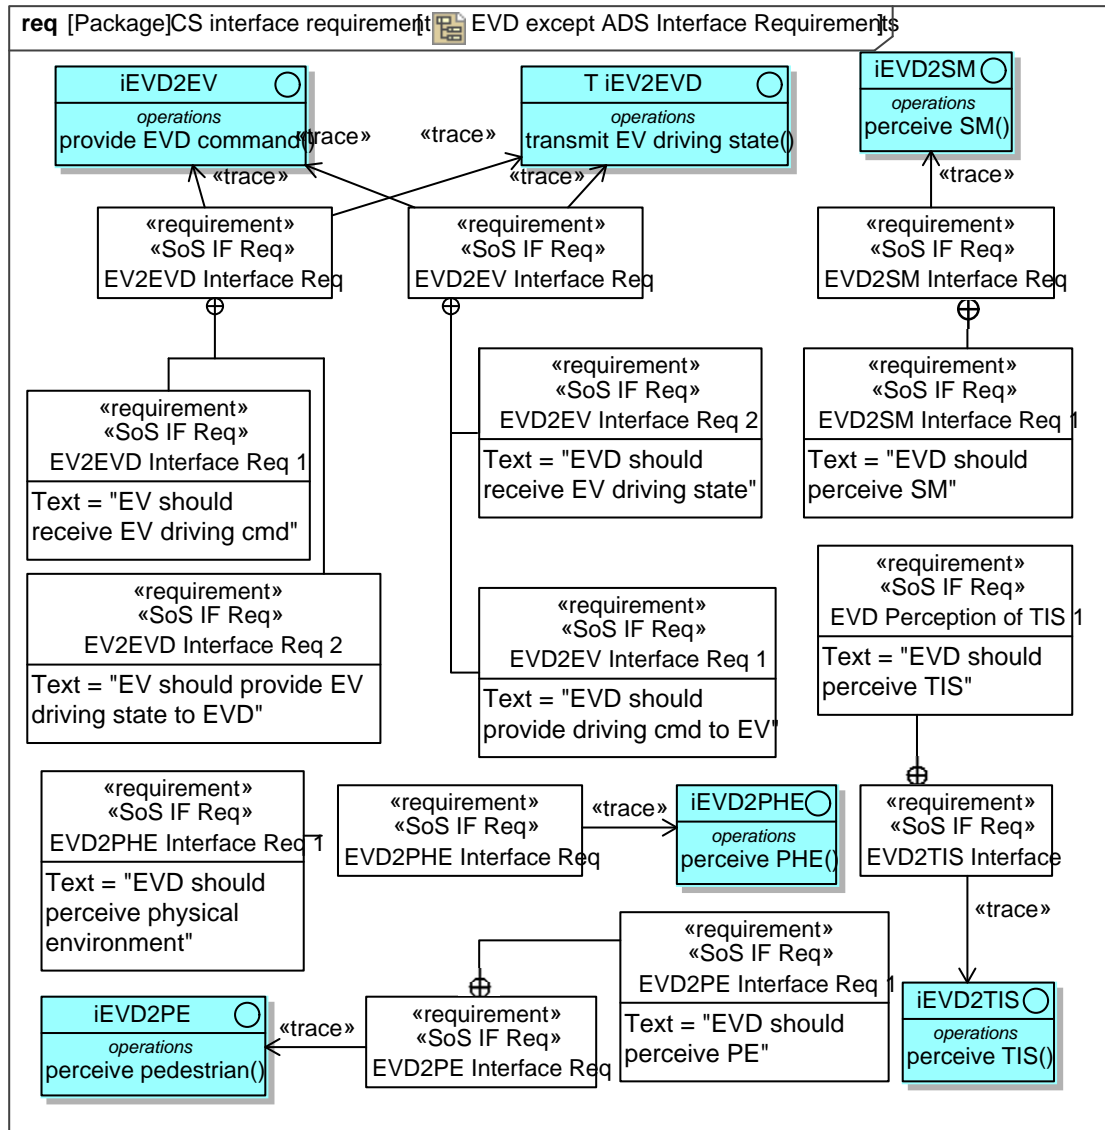 req [Package]CS interface requirement[ EVD except ADS Interface Requirements]
iEVD2EV
operations
provide EVD command()
T iEV2EVD
operations
transmit EV driving state()
iEVD2SM
operations
perceive SM()
«trace»
«trace»
«trace»
«trace»
«trace»
«requirement»
«SoS IF Req»
EV2EVD Interface Req
«requirement»
«SoS IF Req»
EVD2EV Interface Req
«requirement»
«SoS IF Req»
EVD2SM Interface Req
«requirement»
«SoS IF Req»
EV2EVD Interface Req 1
Text = "EV should
receive EV driving cmd"
«requirement»
«SoS IF Req»
EVD2EV Interface Req 2
Text = "EVD should
receive EV driving state"
«requirement»
«SoS IF Req»
EVD2SM Interface Req 1
Text = "EVD should
perceive SM"
«requirement»
«SoS IF Req»
EV2EVD Interface Req 2
Text = "EV should provide EV
driving state to EVD"
«requirement»
«SoS IF Req»
EVD2EV Interface Req 1
Text = "EVD should
provide driving cmd to EV"
«requirement»
«SoS IF Req»
EVD Perception of TIS 1
Text = "EVD should
perceive TIS"
«requirement»
«SoS IF Req»
EVD2PHE Interface Req 1
Text = "EVD should
perceive physical
environment"
«requirement»
«SoS IF Req»
EVD2PHE Interface Req
«trace»
iEVD2PHE
operations
perceive PHE()
«requirement»
«SoS IF Req»
EVD2TIS Interface
«trace»
iEVD2PE
operations
perceive pedestrian()
«trace»
«requirement»
«SoS IF Req»
EVD2PE Interface Req
«requirement»
«SoS IF Req»
EVD2PE Interface Req 1
Text = "EVD should
perceive PE"
iEVD2TIS
operations
perceive TIS()